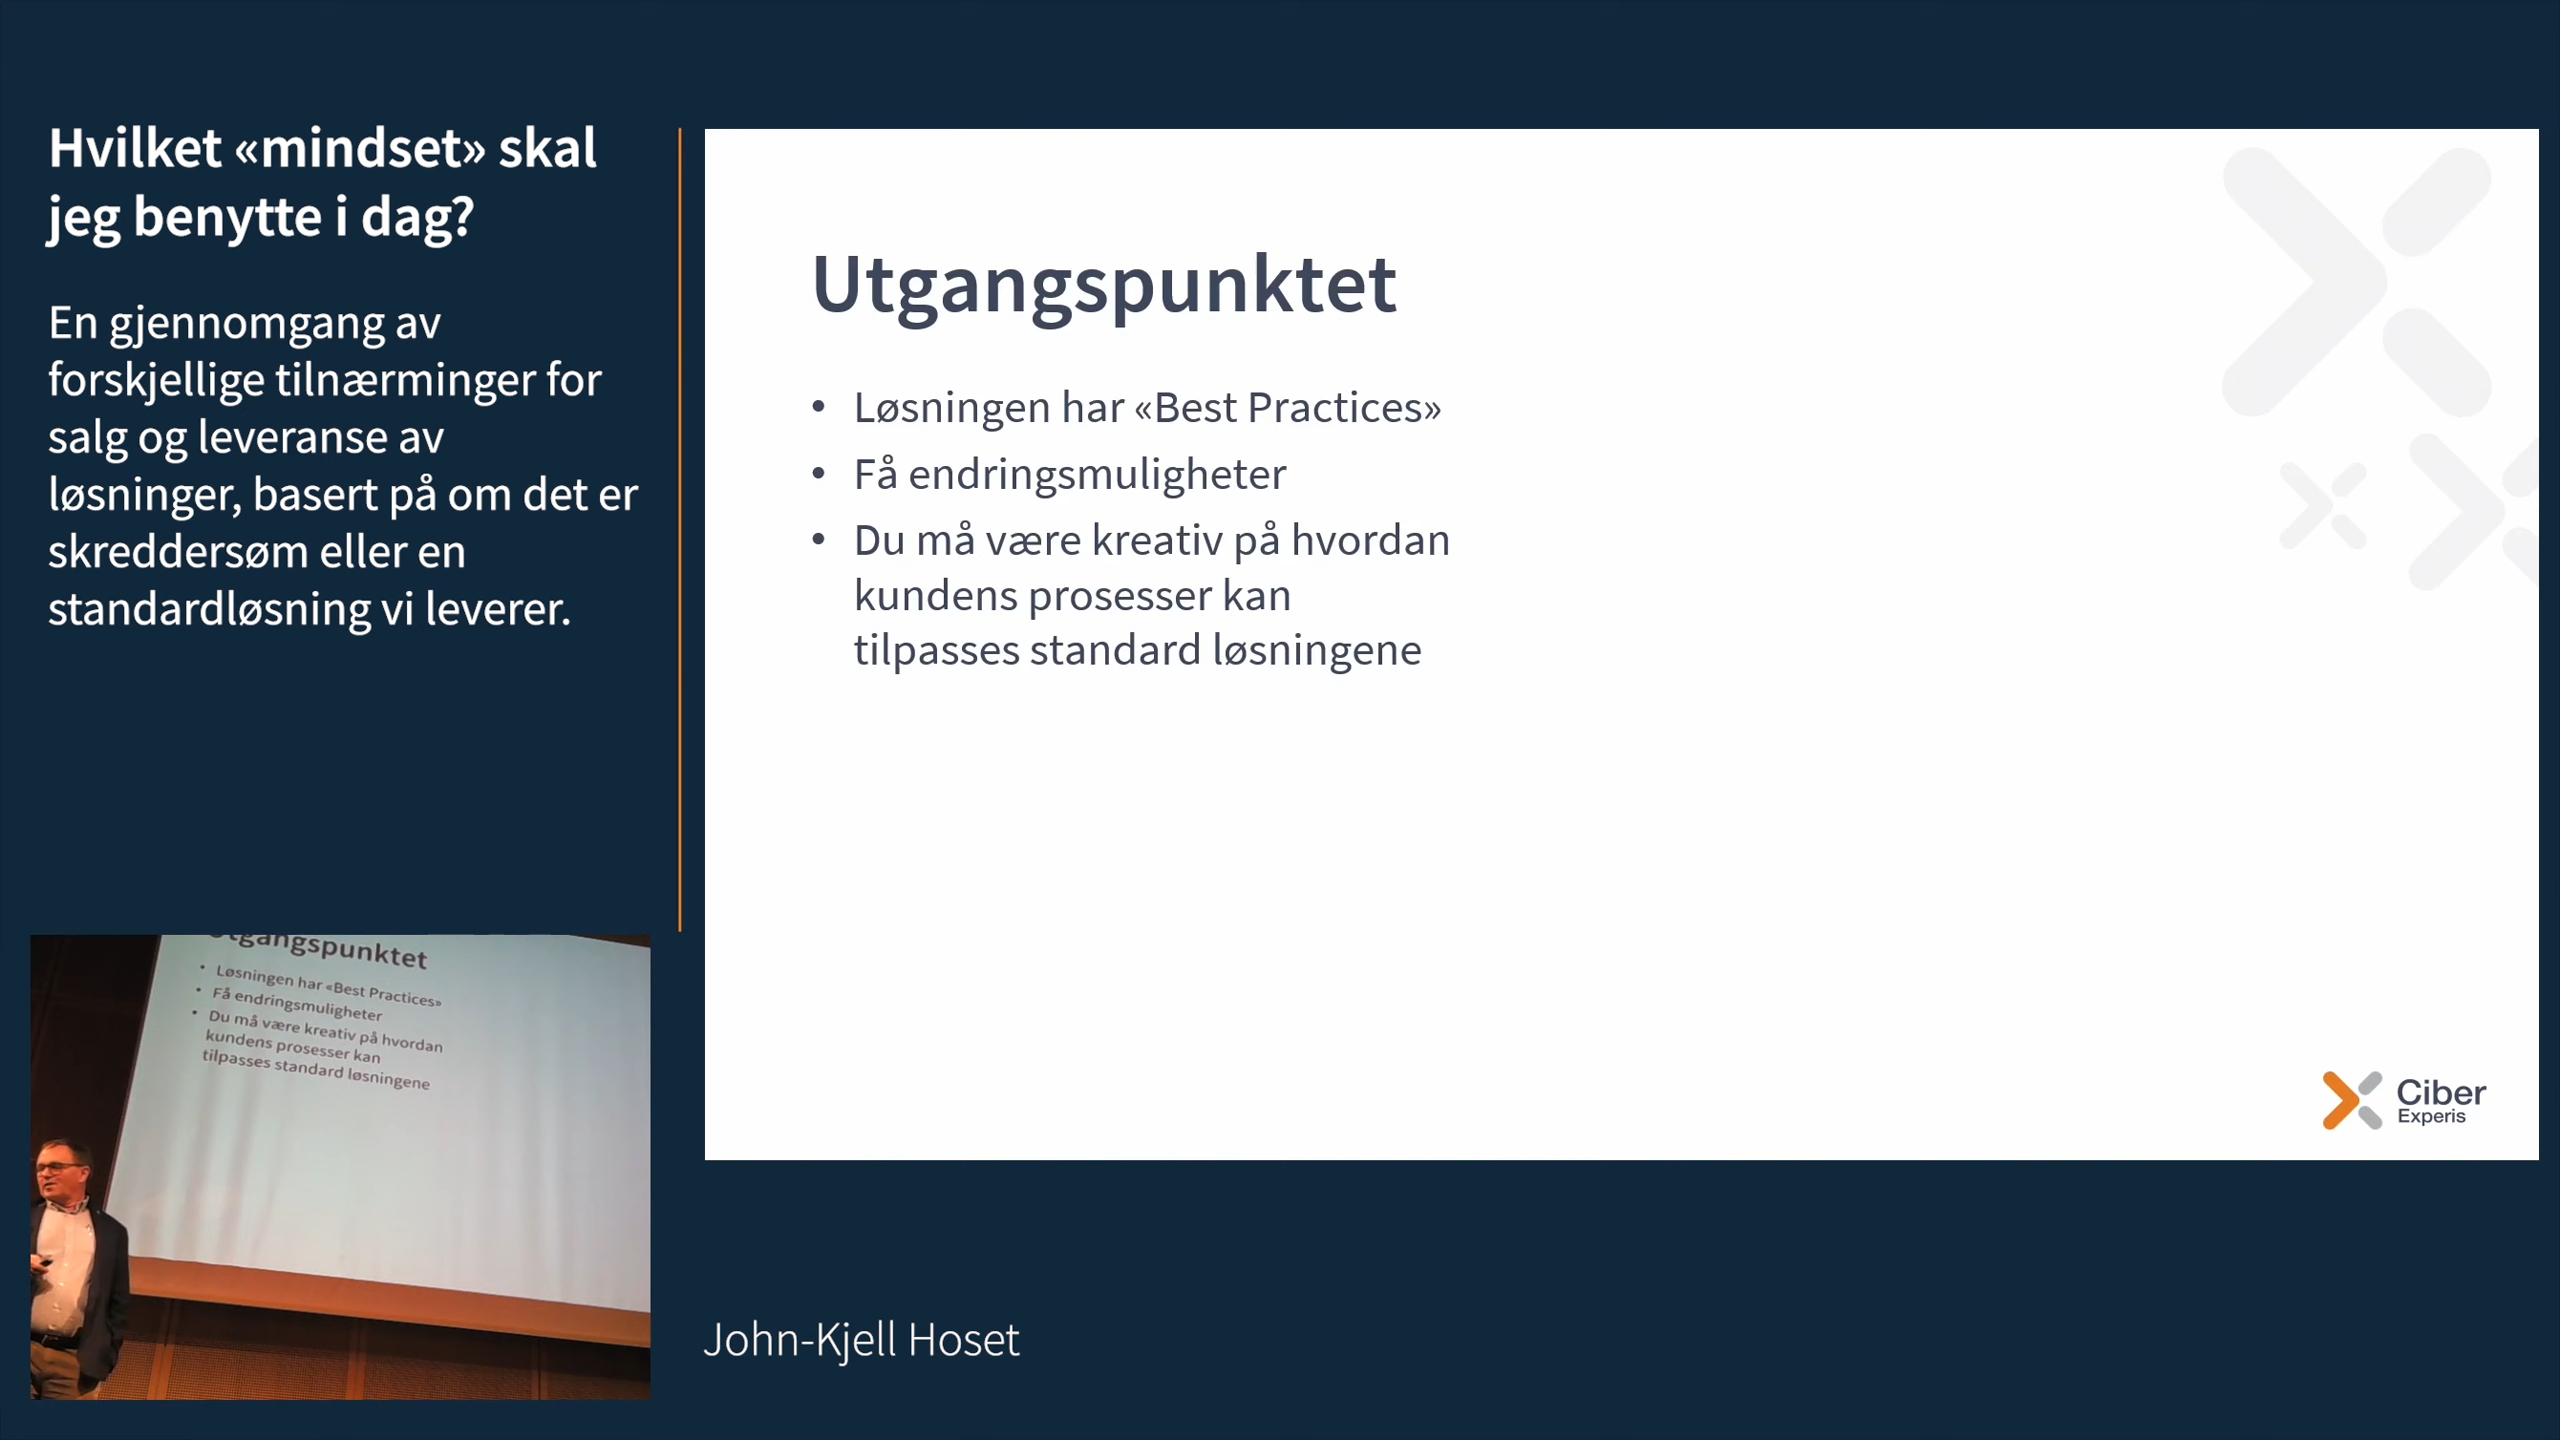 Hvilket «mindset» skal
jeg benytte i dag?
En gjennomgang av
forskjellige tilnærminger for
salg og leveranse av
løsninger, basert på om det er
skreddersøm eller en
standardløsning vi leverer.
Utgangspunktet
• Løsningen har «Best Practices»
• Få endringsmuligheter
• Du må være kreativ på hvordan
kundens prosesser kan
tilpasses standard løsningene
Ciber
Experis
Utgangspunktet
• Løsningen har «Best Practices»
• Få endringsmuligheter
• Du må være kreativ på hvordan
kundens prosesser kan
tilpasses standard løsningene
John-Kjell Hoset